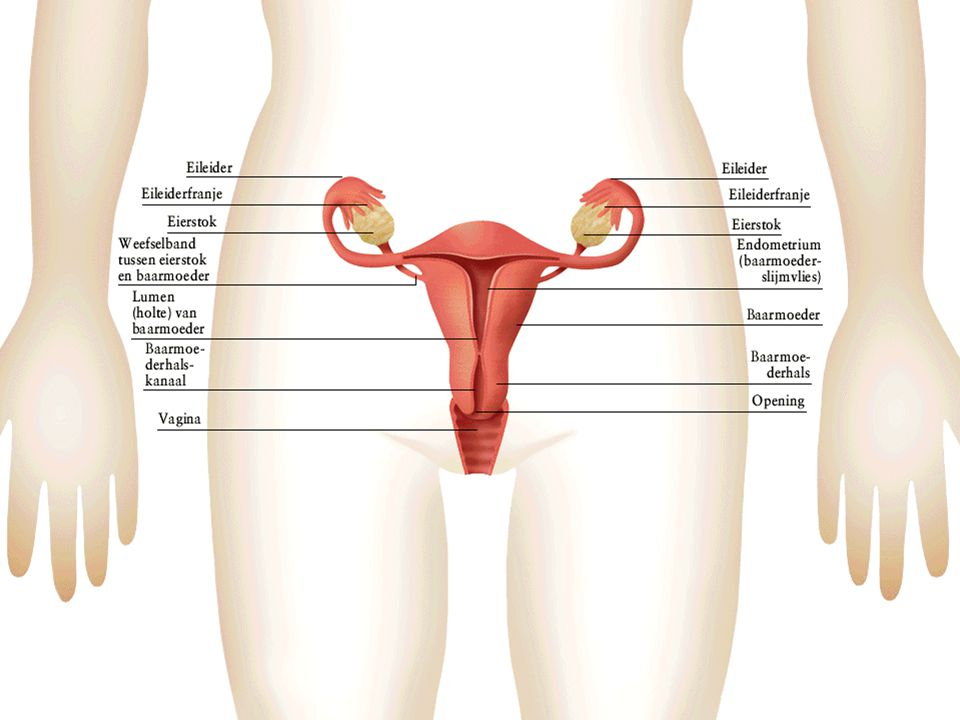 Eileider
Eileiderfranje
Eierstok
Weefselband
tussen eierstok
en baarmoeder
Lumen
(holte) van
baarmoeder
Baarmoe-
derhals-
kanaal
Vagina
Eileider
Eileiderfranje
Eierstok
Endometrium
(baarmoeder-
slijmvlies)
Baarmoeder
Baarmoe-
derhals
Opening